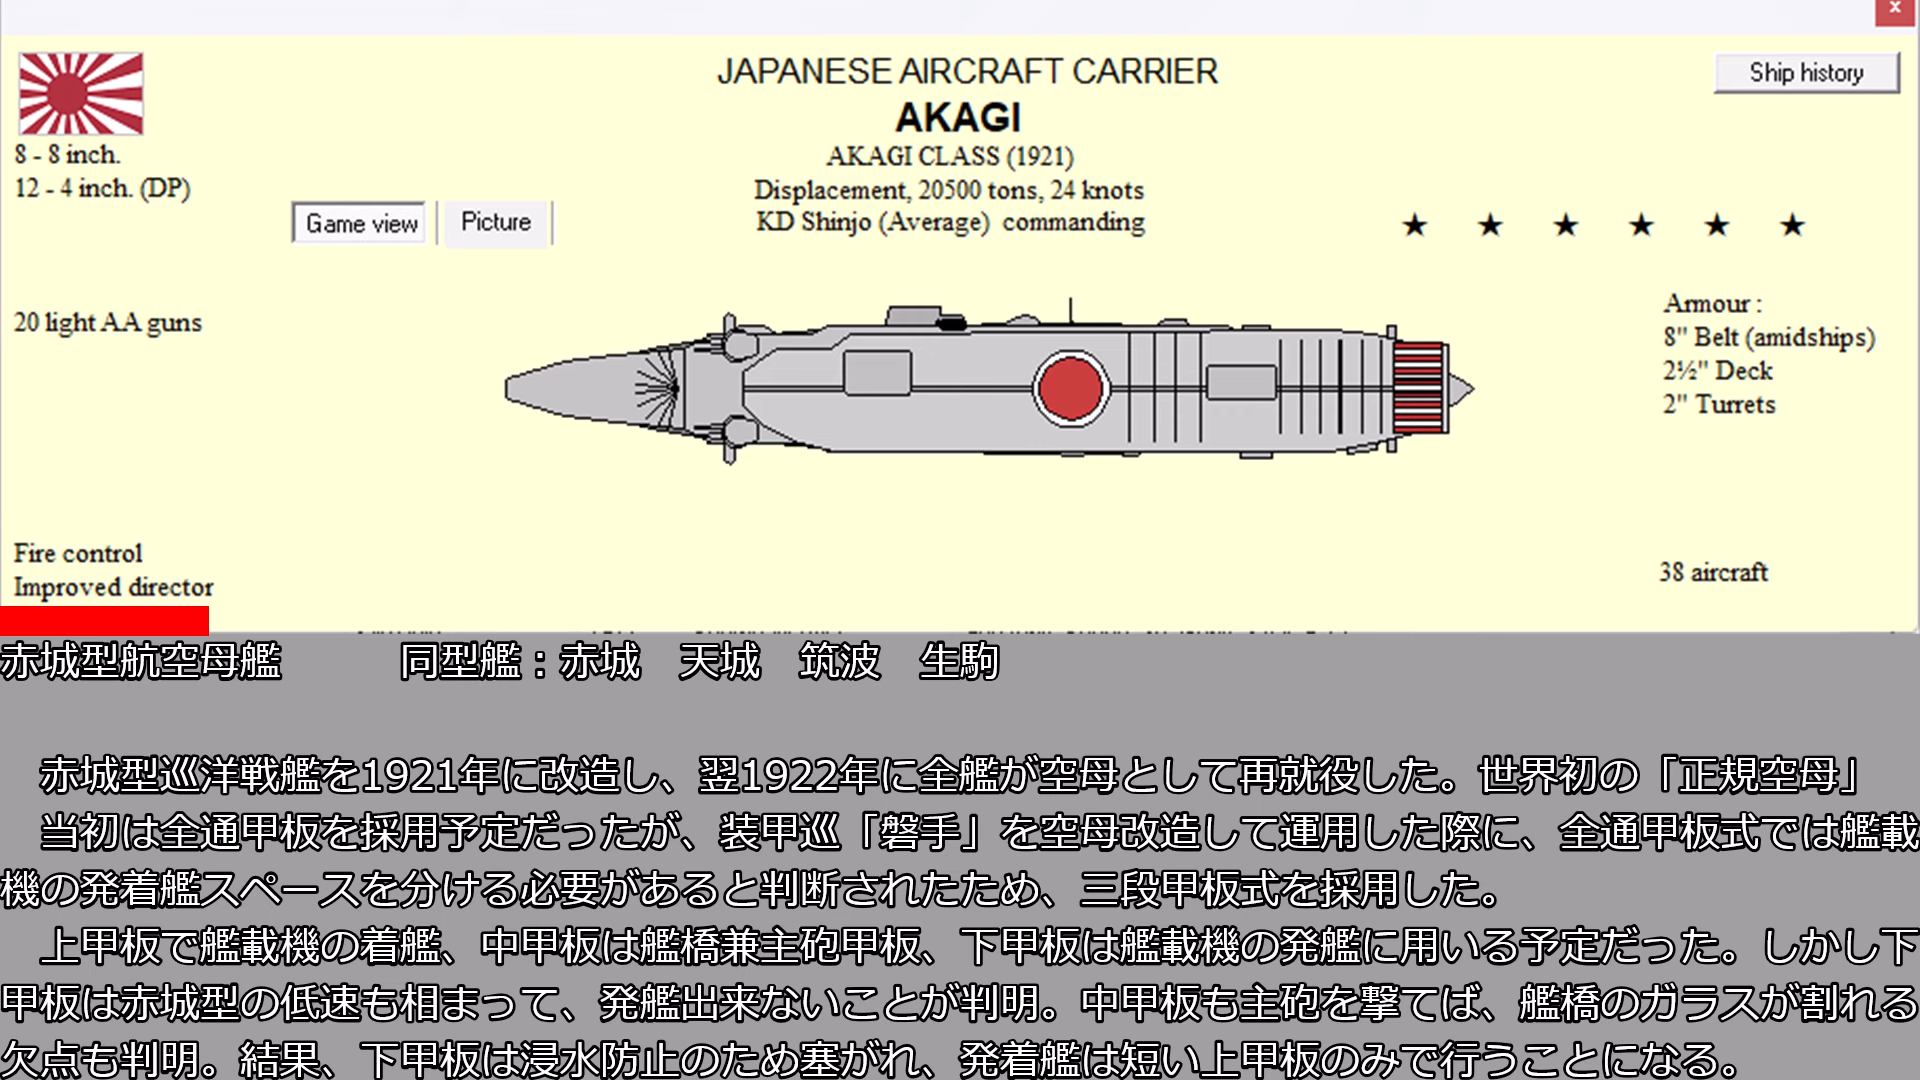 x
JAPANESE AIRCRAFT CARRIER
Ship history
AKAGI
8 - 8 inch.
AKAGI CLASS (1921)
12 - 4 inch. (DP)
Displacement, 20500 tons, 24 knots
Game view
Picture
KD Shinjo (Average) commanding
★ ★ ★ ★ ★ ★
20 light AA guns
Armour :
8" Belt (amidships)
2½" Deck
2" Turrets
Fire control
Improved director
38 aircraft
赤城型航空母艦　　　同型艦：赤城　天城　筑波　生駒
　赤城型巡洋戦艦を1921年に改造し、翌1922年に全艦が空母として再就役した。世界初の「正規空母」
　当初は全通甲板を採用予定だったが、装甲巡「磐手」を空母改造して運用した際に、全通甲板式では艦載
機の発着艦スペースを分ける必要があると判断されたため、三段甲板式を採用した。
　上甲板で艦載機の着艦、中甲板は艦橋兼主砲甲板、下甲板は艦載機の発艦に用いる予定だった。しかし下
甲板は赤城型の低速も相まって、発艦出来ないことが判明。中甲板も主砲を撃てば、艦橋のガラスが割れる
欠点も判明。結果、下甲板は浸水防止のため塞がれ、発着艦は短い上甲板のみで行うことになる。